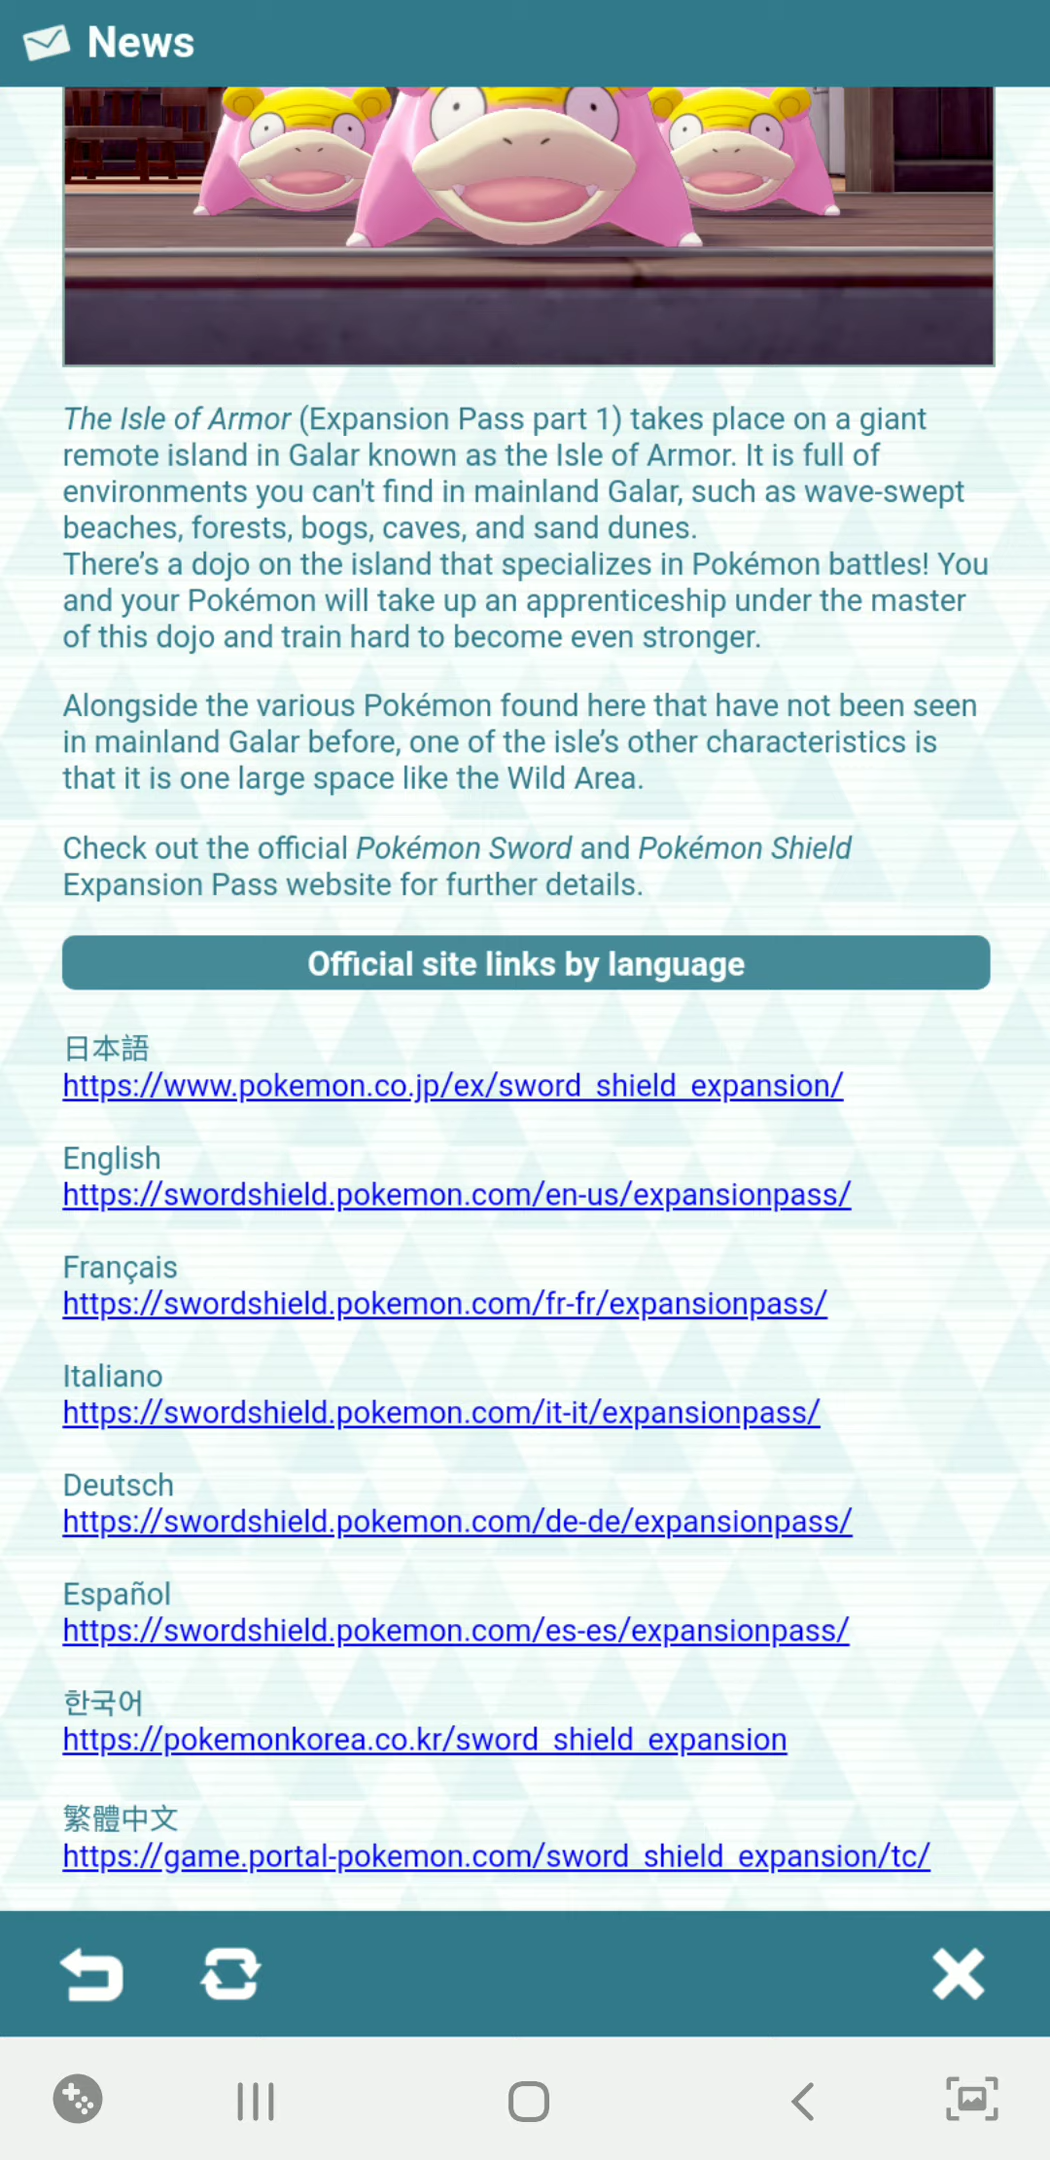 News
The Isle of Armor (Expansion Pass part 1) takes place on a giant
remote island in Galar known as the Isle of Armor. It is full of
environments you can't find in mainland Galar, such as wave-swept
beaches, forests, bogs, caves, and sand dunes.
There’s a dojo on the island that specializes in Pokémon battles! You
and your Pokémon will take up an apprenticeship under the master
of this dojo and train hard to become even stronger.
Alongside the various Pokémon found here that have not been seen
in mainland Galar before, one of the isle’s other characteristics is
that it is one large space like the Wild Area.
Check out the official Pokémon Sword and Pokémon Shield
Expansion Pass website for further details.
Official site links by language
日本語
https://www.pokemon.co.jp/ex/sword_shield_expansion/
English
https://swordshield.pokemon.com/en-us/expansionpass/
Français
https://swordshield.pokemon.com/fr-fr/expansionpass/
Italiano
https://swordshield.pokemon.com/it-it/expansionpass/
Deutsch
https://swordshield.pokemon.com/de-de/expansionpass/
Español
https://swordshield.pokemon.com/es-es/expansionpass/
한국어
https://pokemonkorea.co.kr/sword_shield_expansion
繁體中文
https://game.portal-pokemon.com/sword_shield_expansion/tc/